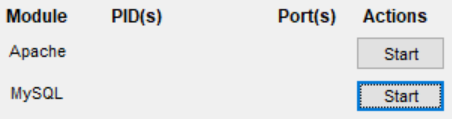 Module PID(s) Port(s) Actions
Apache Start
MySQL Start